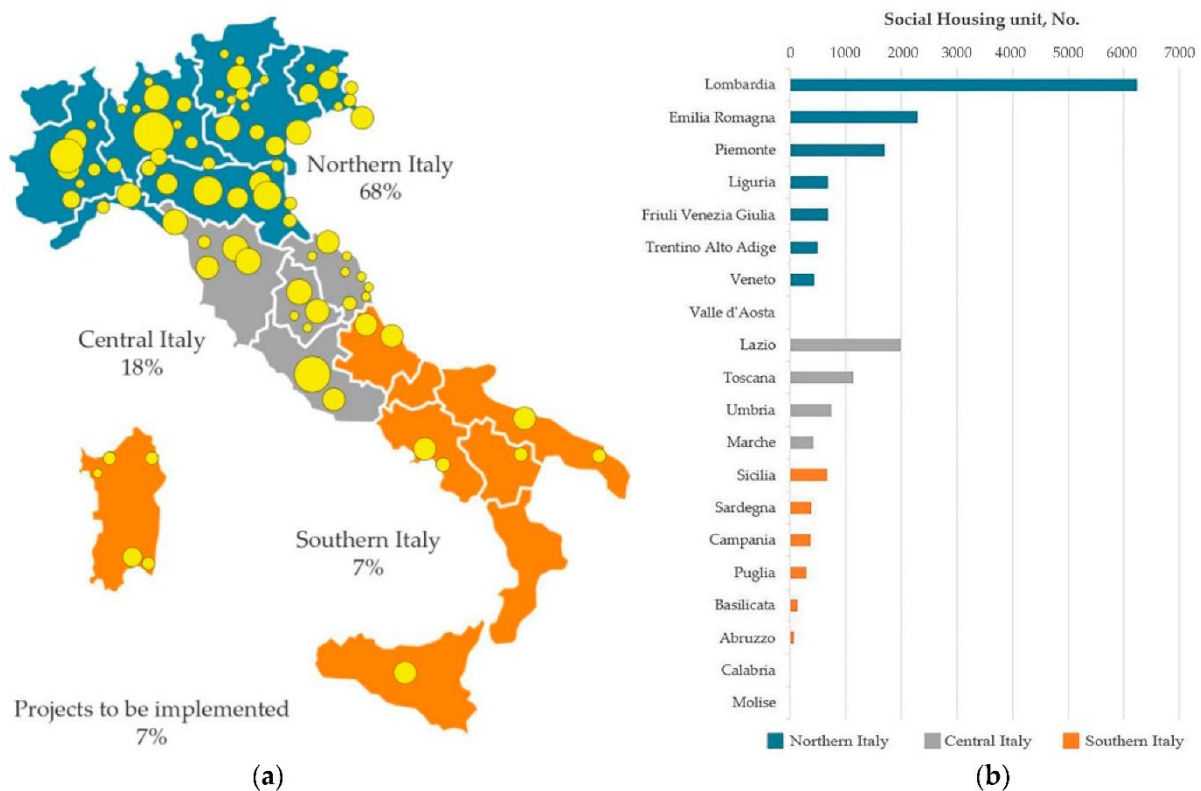 Northern Italy
68%
Central Italy
18%
Southern Italy
7%
Projects to be implemented
7%
(a)
Social Housing unit, No.
0 1000 2000 3000 4000 5000 6000 7000
Lombardia
Emilia Romagna
Piemonte
Liguria
Friuli Venezia Giulia
Trentino Alto Adige
Veneto
Valle d'Aosta
Lazio
Toscana
Umbria
Marche
Sicilia
Sardegna
Campania
Puglia
Basilicata
Abruzzo
Calabria
Molise
Northern Italy Central Italy Southern Italy
(b)